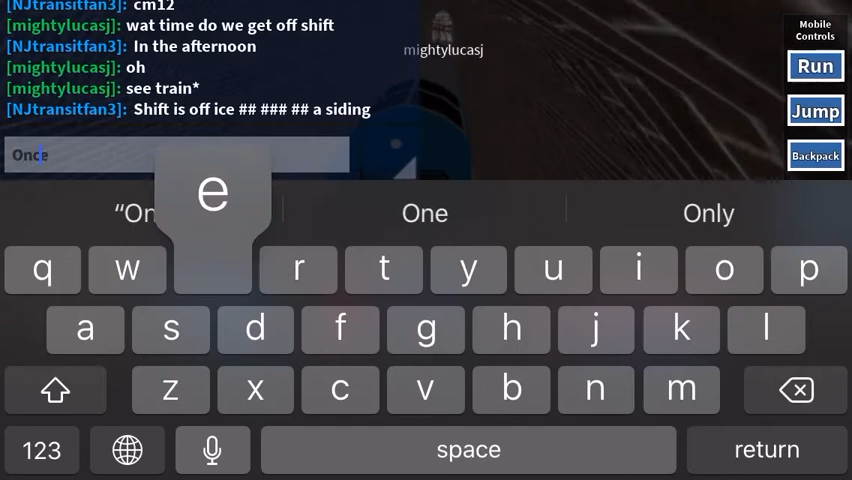 [NJtransitfan3]: cm12
[mightylucasj]: wat time do we get off shift
[NJtransitfan3]: In the afternoon
[mightylucasj]: oh
[mightylucasj]: see train*
[NJtransitfan3]: Shift is off ice ## ### ## a siding
mightylucasj
Mobile
Controls
Run
Jump
Backpack
Once
e
“On
One
Only
q w r t y u i o p
a s d f g h j k l
z x c v b n m
123
space
return